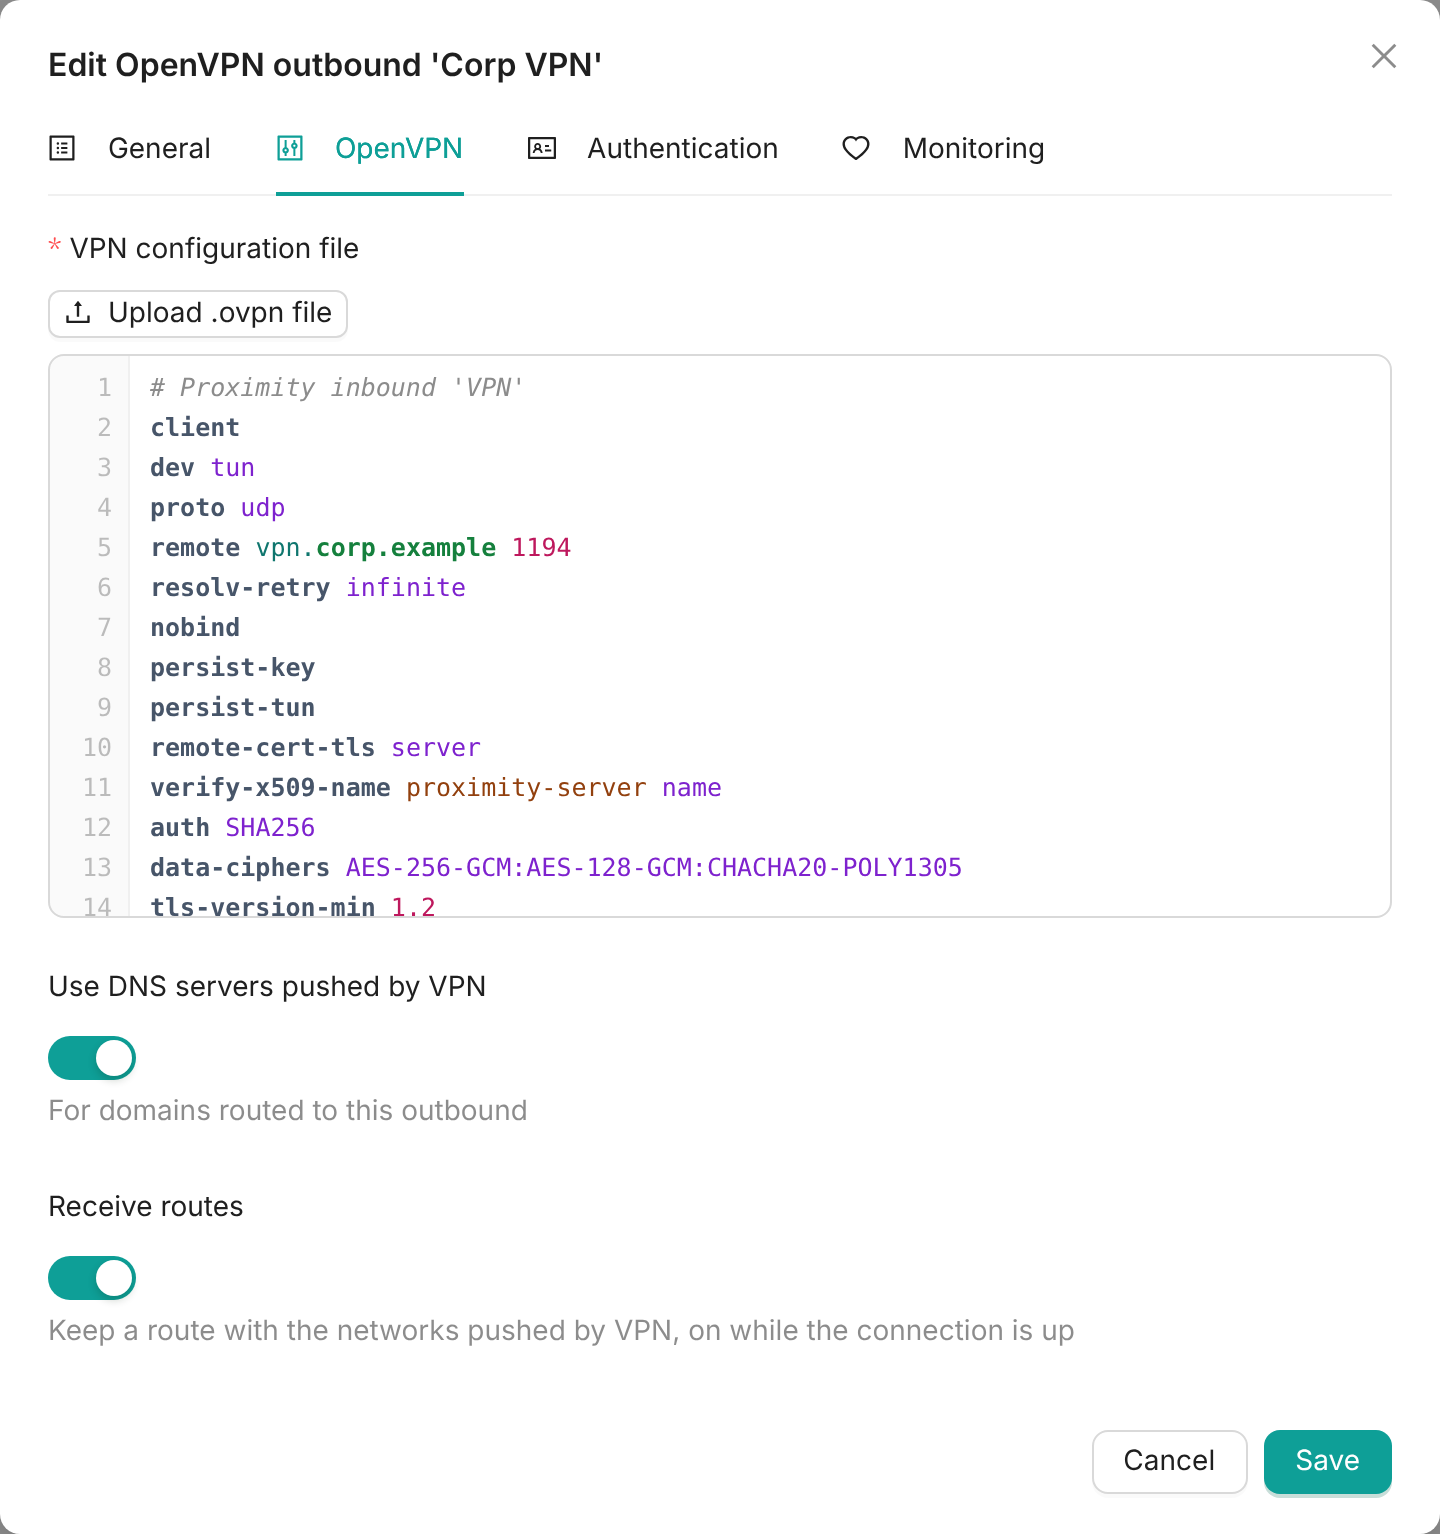 Edit OpenVPN outbound 'Corp VPN'
General OpenVPN Authentication Monitoring
* VPN configuration file
Upload .ovpn file
1 # Proximity inbound 'VPN'
2 client
3 dev tun
4 proto udp
5 remote vpn.corp.example 1194
6 resolv-retry infinite
7 nobind
8 persist-key
9 persist-tun
10 remote-cert-tls server
11 verify-x509-name proximity-server name
12 auth SHA256
13 data-ciphers AES-256-GCM:AES-128-GCM:CHACHA20-POLY1305
14 tls-version-min 1.2
Use DNS servers pushed by VPN
For domains routed to this outbound
Receive routes
Keep a route with the networks pushed by VPN, on while the connection is up
Cancel Save